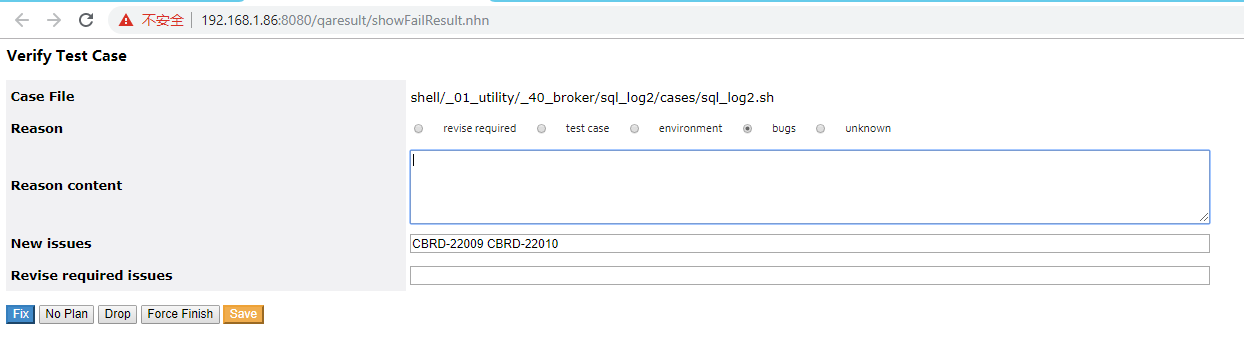 不安全 192.168.1.86:8080/qaresult/showFailResult.nhn
Verify Test Case
Case File shell/_01_utility/_40_broker/sql_log2/cases/sql_log2.sh
Reason revise required test case environment bugs unknown
Reason content
New issues CBRD-22009 CBRD-22010
Revise required issues
Fix No Plan Drop Force Finish Save